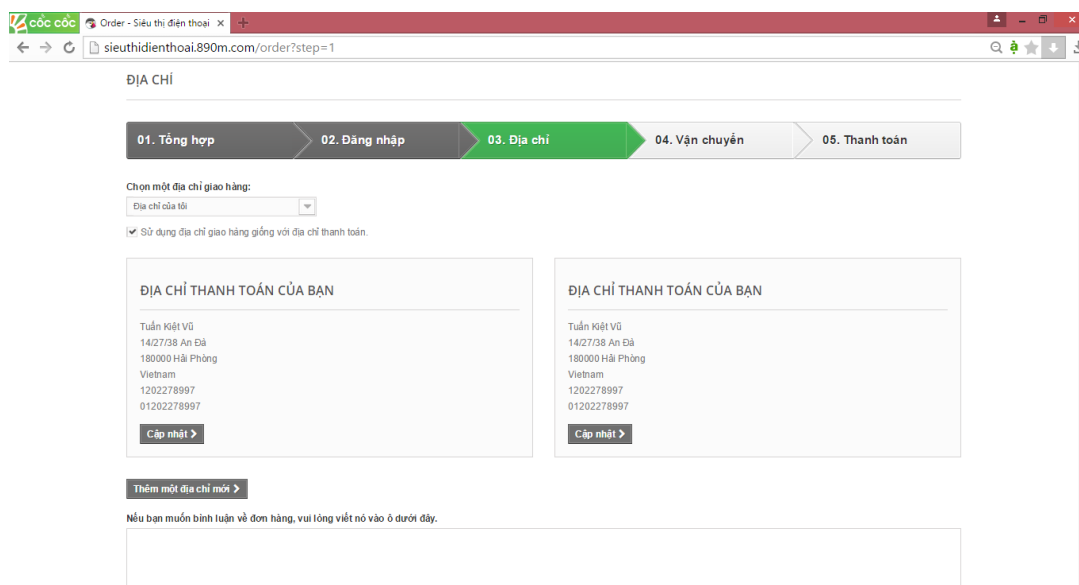 cốc cốc
Order - Siêu thị điện thoại
sieuthidienthoai.890m.com/order?step=1
ĐỊA CHỈ
01. Tổng hợp
02. Đăng nhập
03. Địa chỉ
04. Vận chuyển
05. Thanh toán
Chọn một địa chỉ giao hàng:
Địa chỉ của tôi
Sử dụng địa chỉ giao hàng giống với địa chỉ thanh toán.
ĐỊA CHỈ THANH TOÁN CỦA BẠN
Tuấn Kiệt Vũ
14/27/38 An Đà
180000 Hải Phòng
Vietnam
1202278997
01202278997
Cập nhật
ĐỊA CHỈ THANH TOÁN CỦA BẠN
Tuấn Kiệt Vũ
14/27/38 An Đà
180000 Hải Phòng
Vietnam
1202278997
01202278997
Cập nhật
Thêm một địa chỉ mới
Nếu bạn muốn bình luận về đơn hàng, vui lòng viết nó vào ô dưới đây.